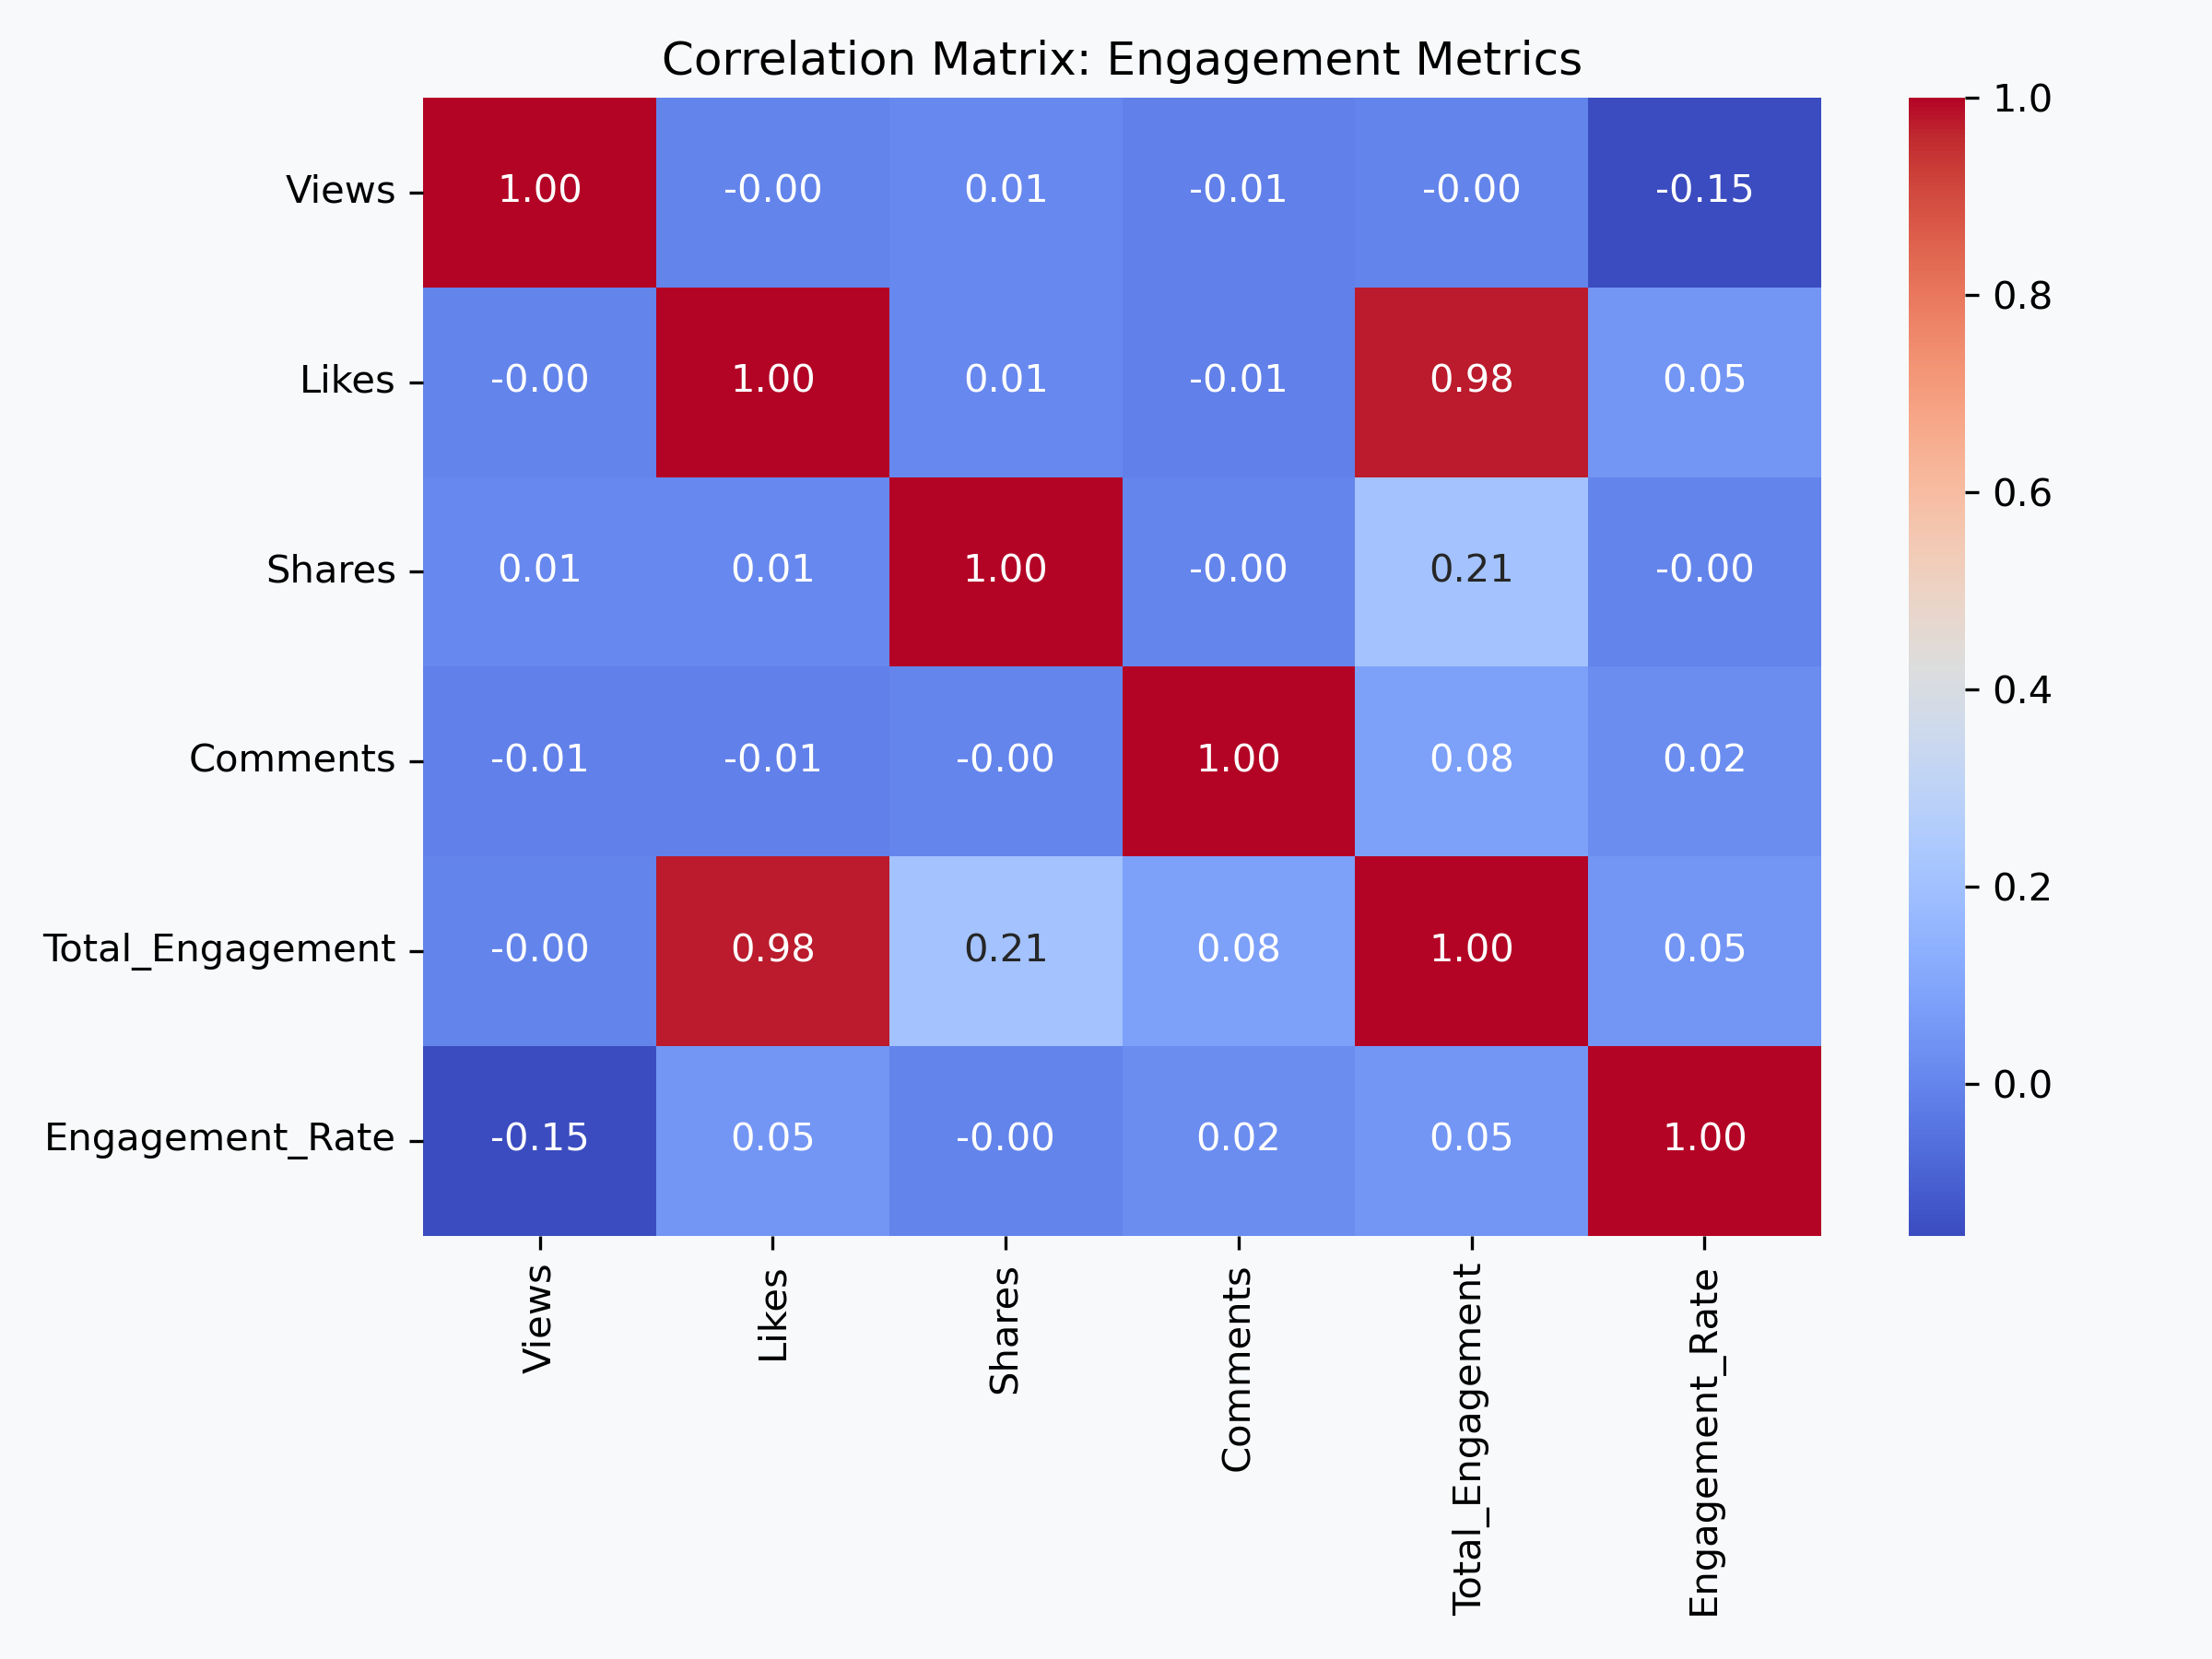 Correlation Matrix: Engagement Metrics
Views 1.00 -0.00 0.01 -0.01 -0.00 -0.15
Likes -0.00 1.00 0.01 -0.01 0.98 0.05
Shares 0.01 0.01 1.00 -0.00 0.21 -0.00
Comments -0.01 -0.01 -0.00 1.00 0.08 0.02
Total_Engagement -0.00 0.98 0.21 0.08 1.00 0.05
Engagement_Rate -0.15 0.05 -0.00 0.02 0.05 1.00
Views
Likes
Shares
Comments
Total_Engagement
Engagement_Rate
1.0
0.8
0.6
0.4
0.2
0.0